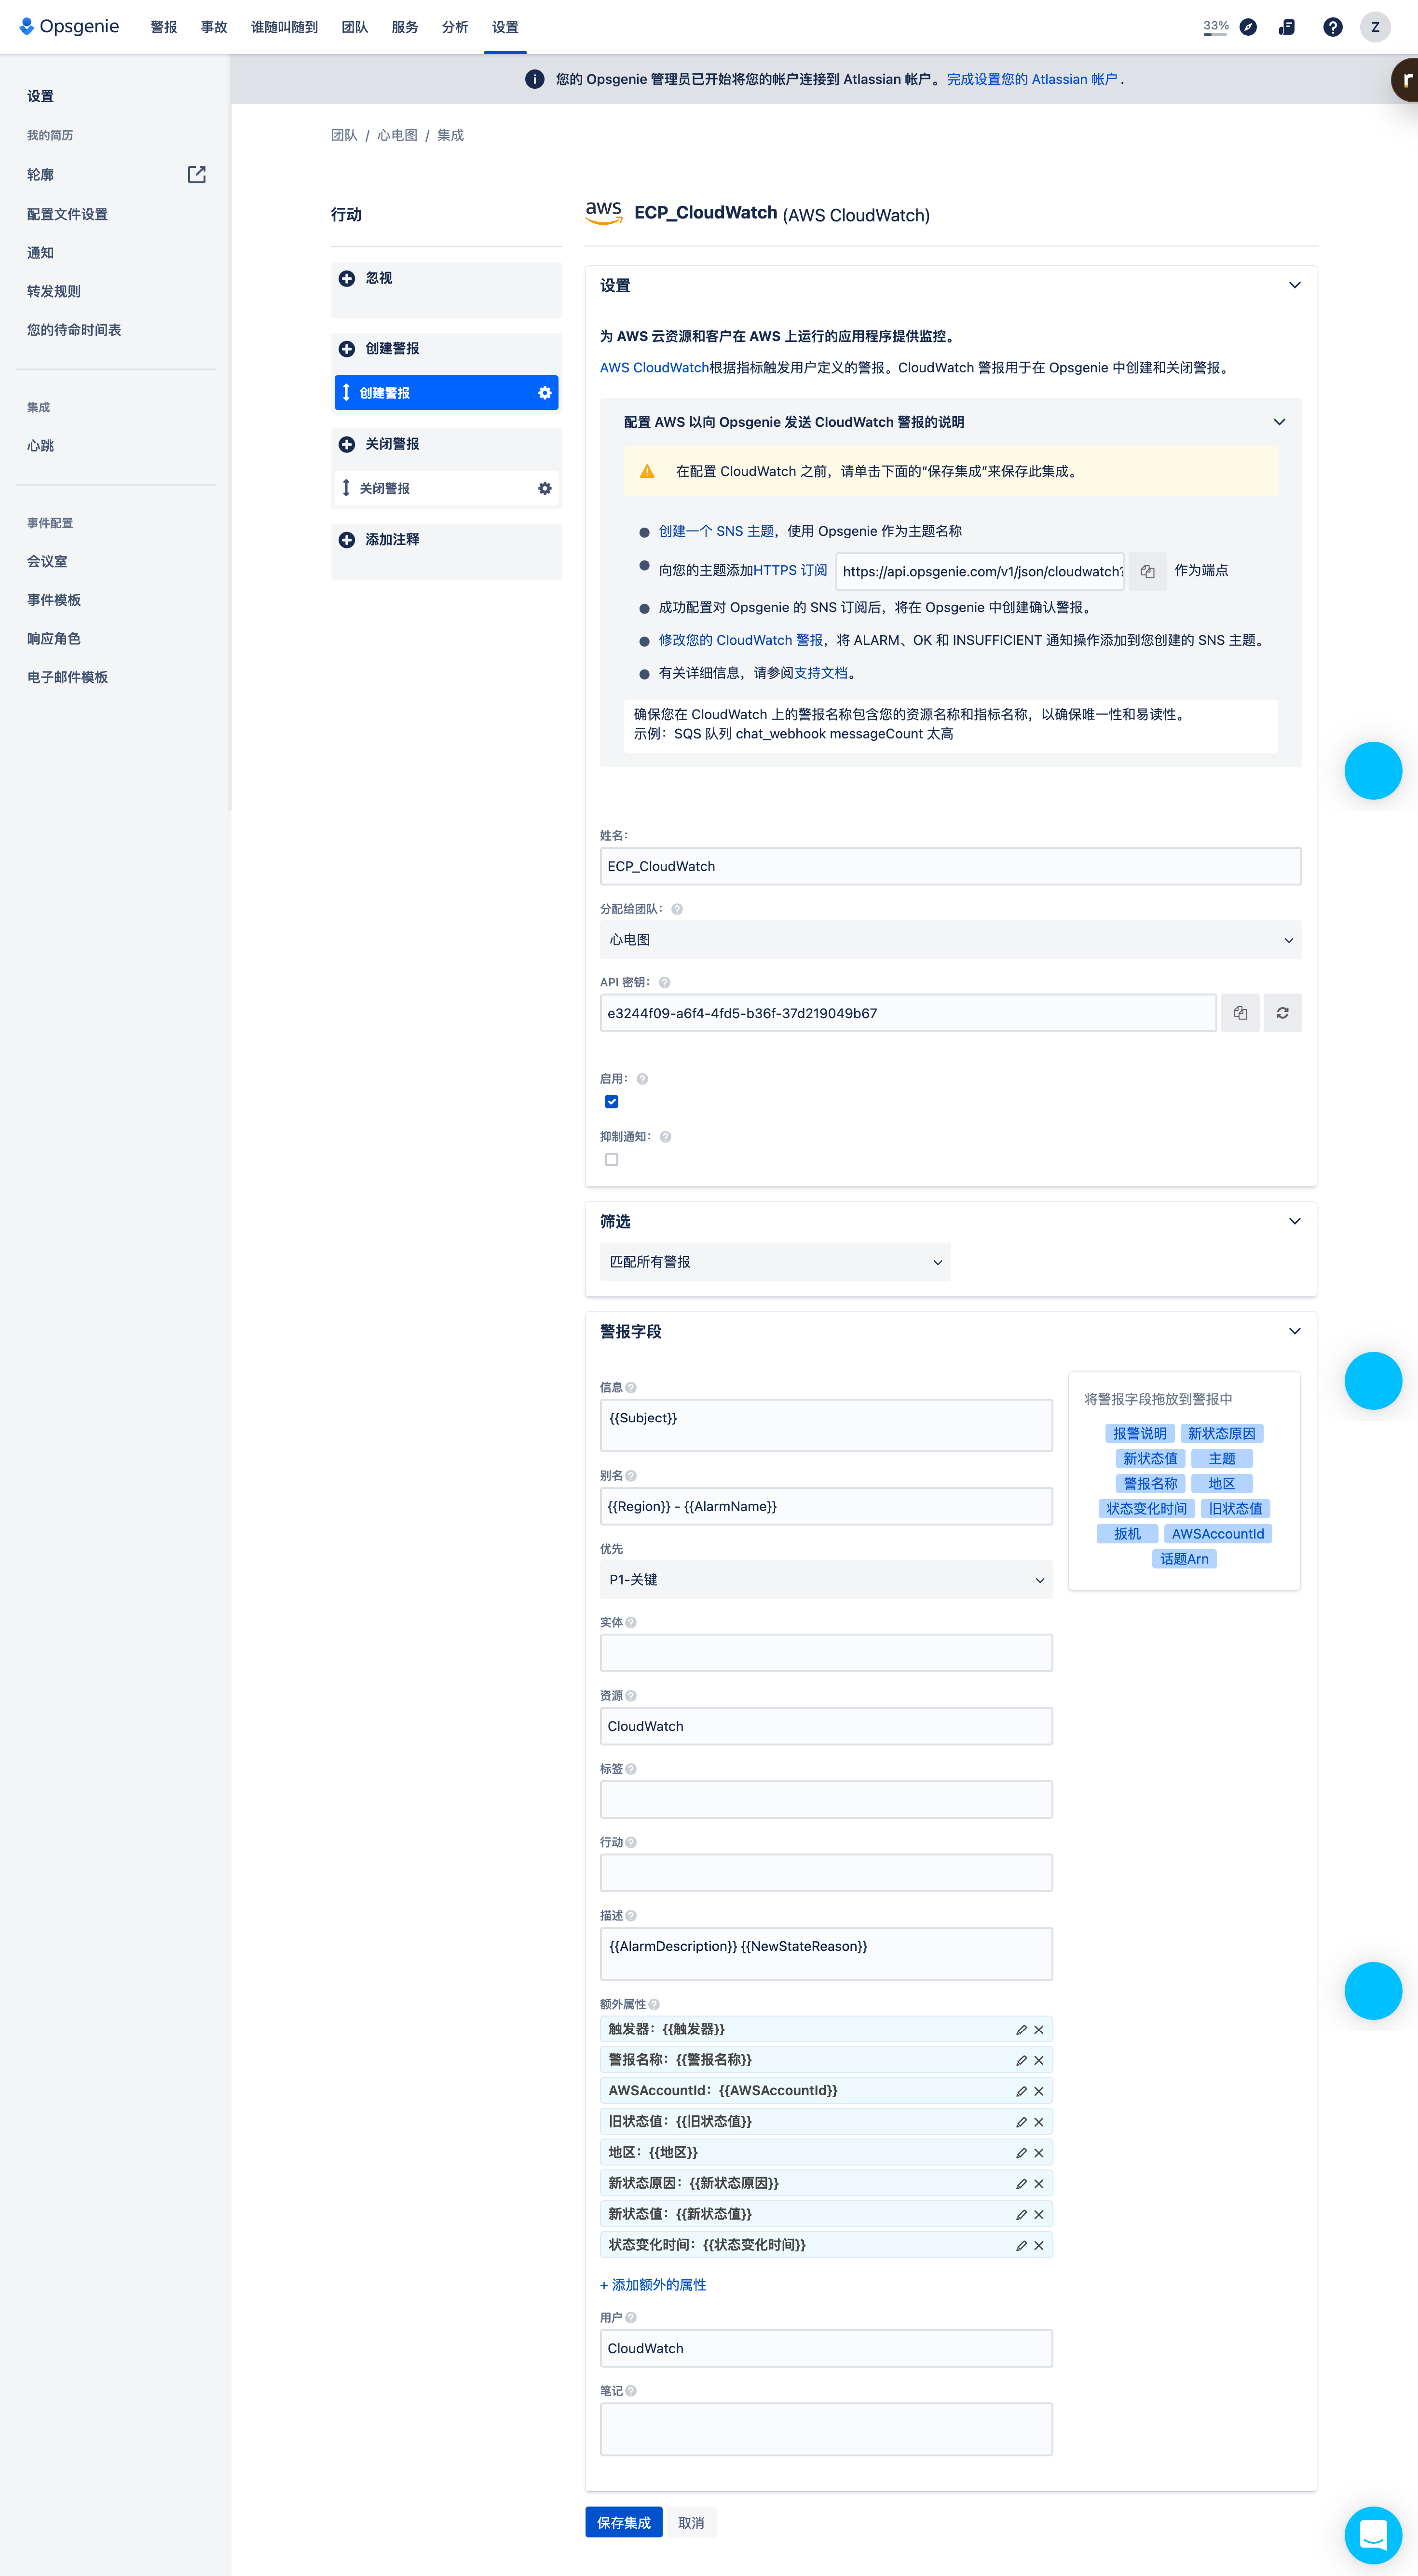 Opsgenie 警报 事故 谁随叫随到 团队 服务 分析 设置 33% Z
您的 Opsgenie 管理员已开始将您的帐户连接到 Atlassian 帐户。完成设置您的 Atlassian 帐户 .
r
设置
我的简历
轮廓
配置文件设置
通知
转发规则
您的待命时间表
集成
心跳
事件配置
会议室
事件模板
响应角色
电子邮件模板
团队 / 心电图 / 集成
行动
忽视
创建警报
创建警报
关闭警报
关闭警报
添加注释
aws ECP_CloudWatch (AWS CloudWatch)
设置
为 AWS 云资源和客户在 AWS 上运行的应用程序提供监控。
AWS CloudWatch根据指标触发用户定义的警报。CloudWatch 警报用于在 Opsgenie 中创建和关闭警报。
配置 AWS 以向 Opsgenie 发送 CloudWatch 警报的说明
在配置 CloudWatch 之前，请单击下面的“保存集成”来保存此集成。
创建一个 SNS 主题，使用 Opsgenie 作为主题名称
向您的主题添加HTTPS 订阅 https://api.opsgenie.com/v1/json/cloudwatch? 作为端点
成功配置对 Opsgenie 的 SNS 订阅后，将在 Opsgenie 中创建确认警报。
修改您的 CloudWatch 警报，将 ALARM、OK 和 INSUFFICIENT 通知操作添加到您创建的 SNS 主题。
有关详细信息，请参阅支持文档。
确保您在 CloudWatch 上的警报名称包含您的资源名称和指标名称，以确保唯一性和易读性。
示例：SQS 队列 chat_webhook messageCount 太高
姓名：
ECP_CloudWatch
分配给团队：
心电图
API 密钥：
e3244f09-a6f4-4fd5-b36f-37d219049b67
启用：
抑制通知：
筛选
匹配所有警报
警报字段
信息
{{Subject}}
别名
{{Region}} - {{AlarmName}}
优先
P1-关键
实体
资源
CloudWatch
标签
行动
描述
{{AlarmDescription}} {{NewStateReason}}
额外属性
触发器：{{触发器}}
警报名称：{{警报名称}}
AWSAccountId：{{AWSAccountId}}
旧状态值：{{旧状态值}}
地区：{{地区}}
新状态原因：{{新状态原因}}
新状态值：{{新状态值}}
状态变化时间：{{状态变化时间}}
+ 添加额外的属性
用户
CloudWatch
笔记
将警报字段拖放到警报中
报警说明 新状态原因
新状态值 主题
警报名称 地区
状态变化时间 旧状态值
扳机 AWSAccountId
话题Arn
保存集成 取消